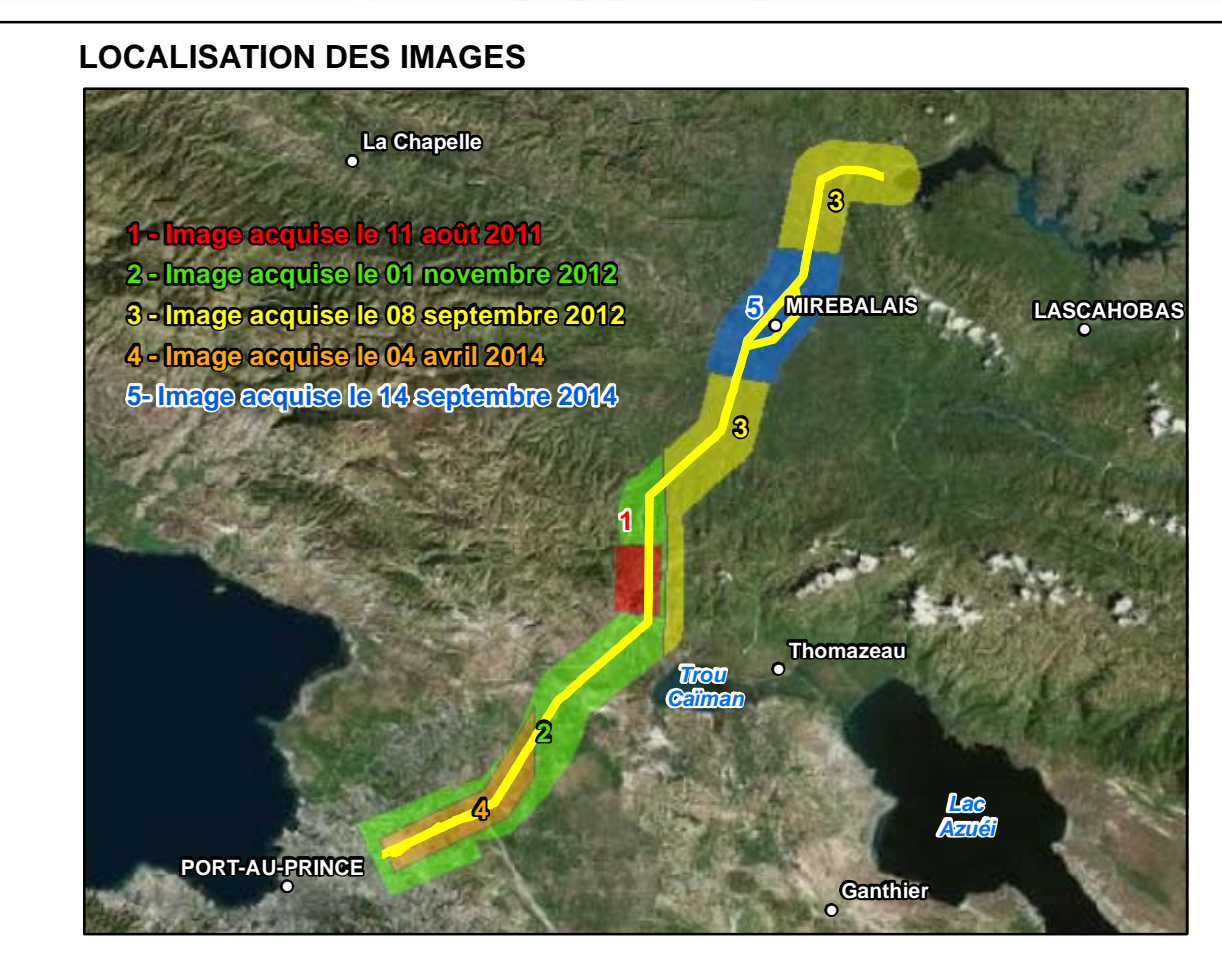 LOCALISATION DES IMAGES
La Chapelle
1 - Image acquise le 11 août 2011
2 - Image acquise le 01 novembre 2012
3 - Image acquise le 08 septembre 2012
4 - Image acquise le 04 avril 2014
5- Image acquise le 14 septembre 2014
3
5
MIREBALAIS
LASCAHOBAS
3
1
Thomazeau
Trou
Caïman
2
4
Lac
Azuéi
PORT-AU-PRINCE
Ganthier